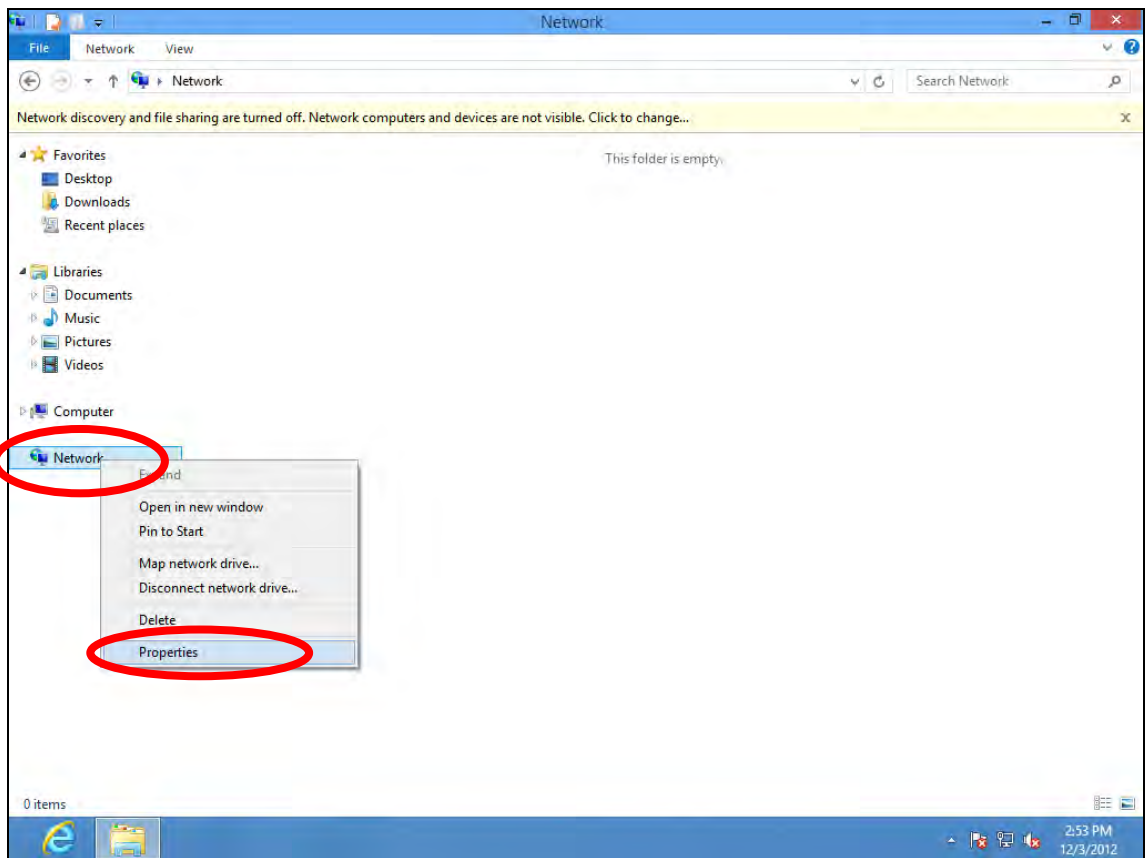 Network
File Network View
Network
Search Network
Network discovery and file sharing are turned off. Network computers and devices are not visible. Click to change...
Favorites
Desktop
Downloads
Recent places
This folder is empty.
Libraries
Documents
Music
Pictures
Videos
Computer
Network
Expand
Open in new window
Pin to Start
Map network drive...
Disconnect network drive...
Delete
Properties
0 items
2:53 PM
12/3/2012